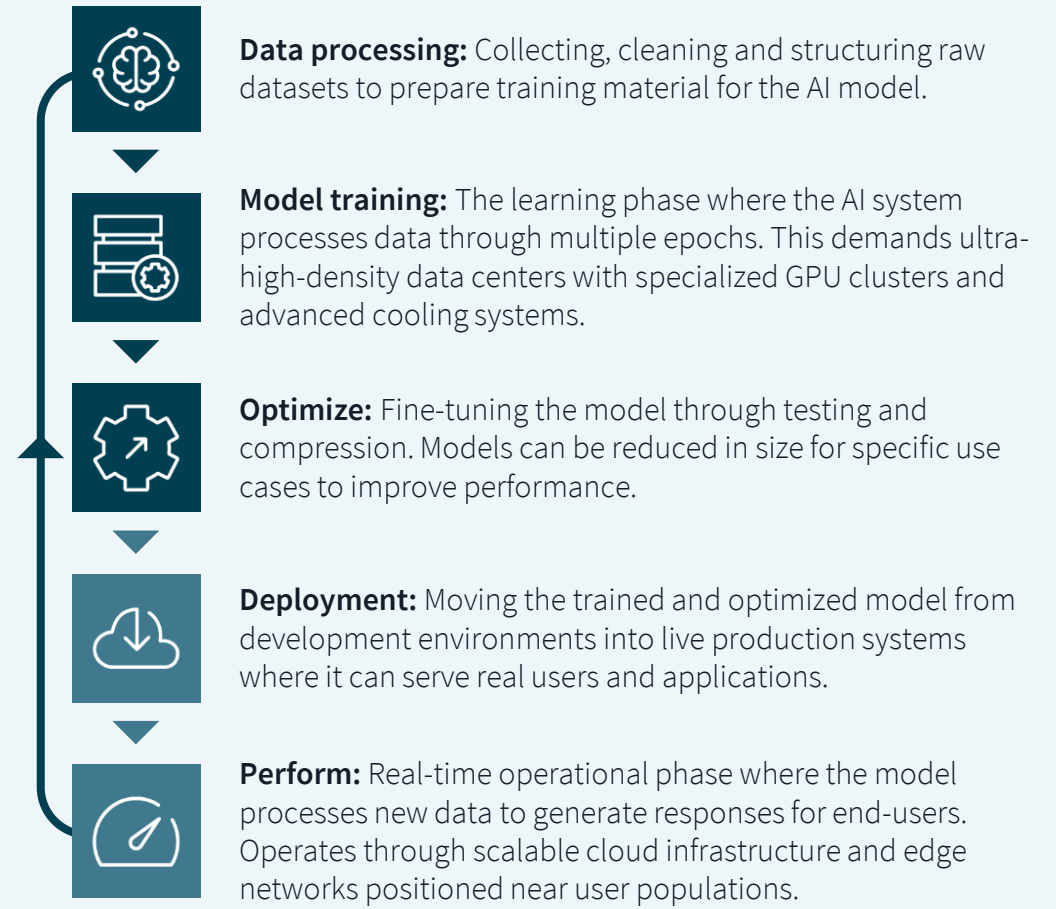 Data processing: Collecting, cleaning and structuring raw
datasets to prepare training material for the AI model.
Model training: The learning phase where the AI system
processes data through multiple epochs. This demands ultra-
high-density data centers with specialized GPU clusters and
advanced cooling systems.
Optimize: Fine-tuning the model through testing and
compression. Models can be reduced in size for specific use
cases to improve performance.
Deployment: Moving the trained and optimized model from
development environments into live production systems
where it can serve real users and applications.
Perform: Real-time operational phase where the model
processes new data to generate responses for end-users.
Operates through scalable cloud infrastructure and edge
networks positioned near user populations.